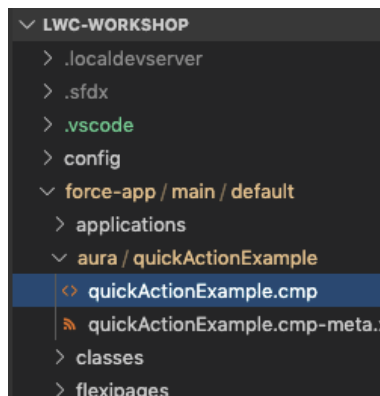 LWC-WORKSHOP
.localdevserver
.sfdx
.vscode
config
force-app / main / default
applications
aura / quickActionExample
quickActionExample.cmp
quickActionExample.cmp-meta.
classes
flexipages